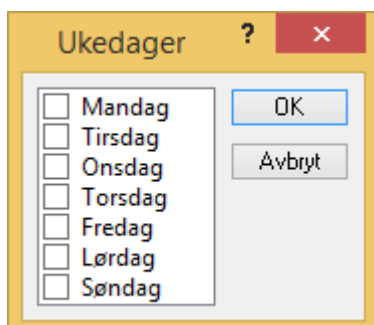 Ukedager ?
Mandag
Tirsdag
Onsdag
Torsdag
Fredag
Lørdag
Søndag
OK
Avbryt